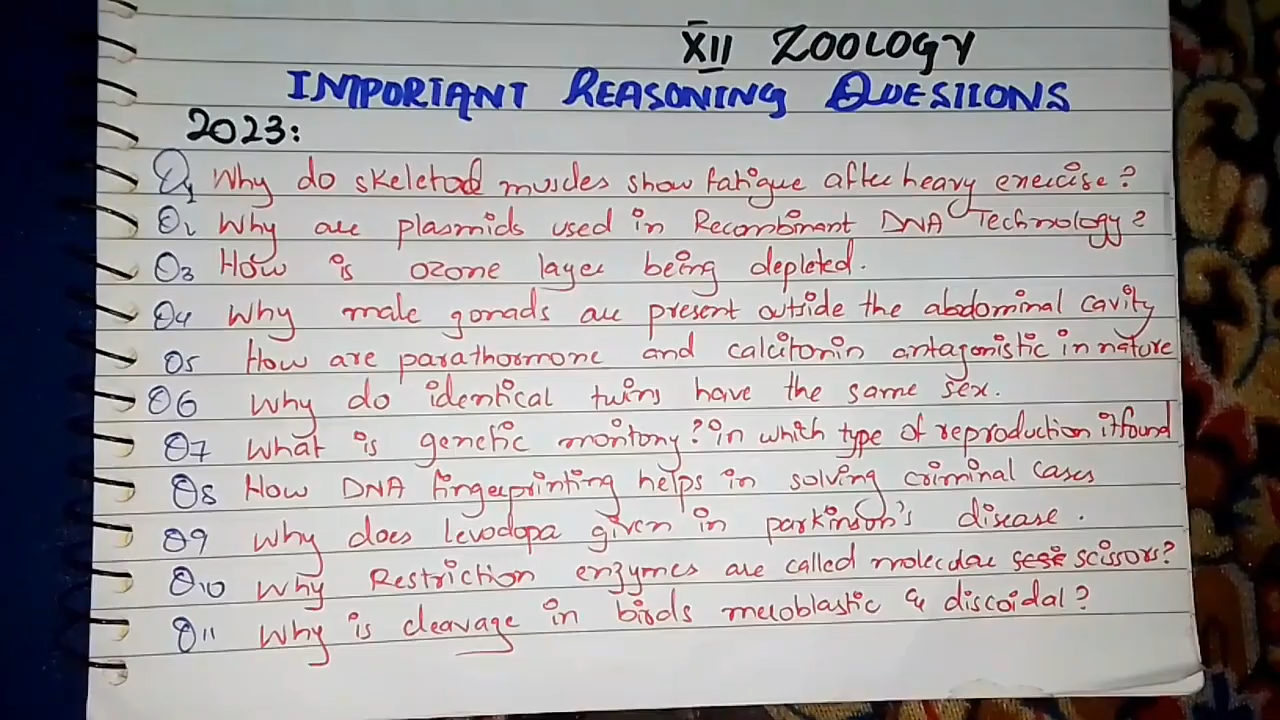 XII ZOOLOGY
IMPORTANT REASONING QUESTIONS
2023:
Q1 Why do skeletal muscles show fatigue after heavy exercise?
Q2 Why are plasmids used in Recombinant DNA Technology?
Q3 How is ozone layer being depleted.
Q4 Why male gonads are present outside the abdominal cavity
Q5 How are parathormone and calcitonin antagonistic in nature
Q6 Why do identical twins have the same sex.
Q7 What is genetic montony? in which type of reproduction it found
Q8 How DNA fingerprinting helps in solving criminal cases
Q9 Why does levodopa given in parkinson's disease.
Q10 Why Restriction enzymes are called molecular scissors?
Q11 Why is cleavage in birds meroblastic & discoidal?